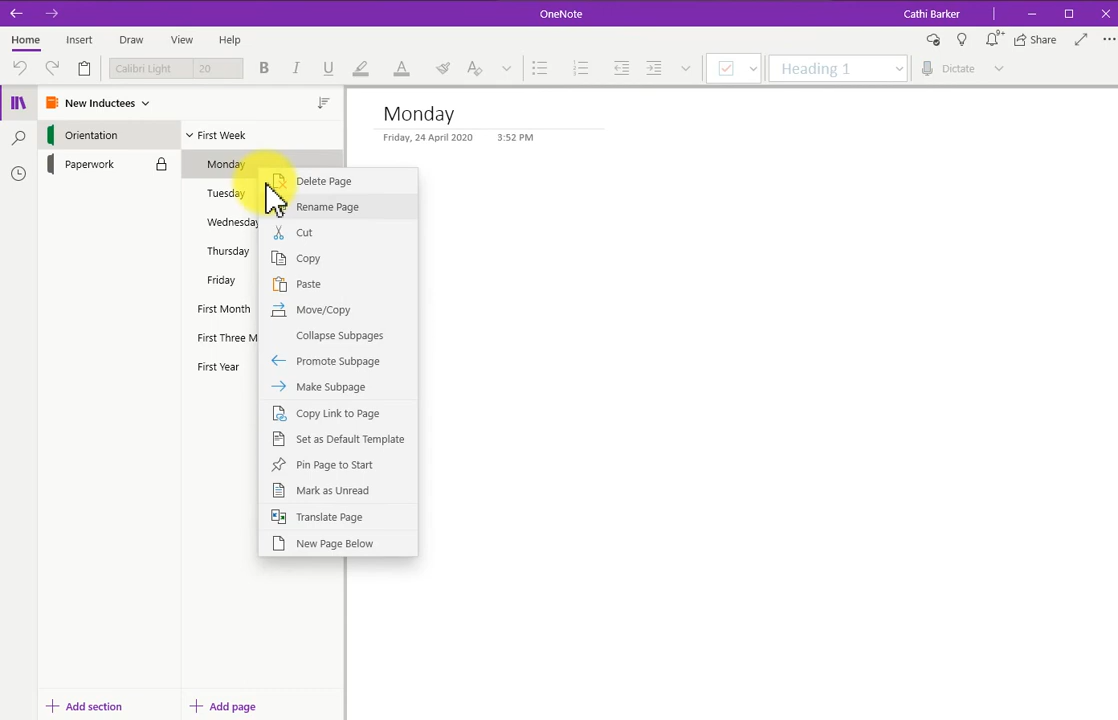 OneNote
Cathi Barker
Home Insert Draw View Help
Share
Calibri Light 20 B I U A A Heading 1 Dictate
New Inductees
Orientation
Paperwork
First Week
Monday
Tuesday
Wednesday
Thursday
Friday
First Month
First Three M
First Year
Delete Page
Rename Page
Cut
Copy
Paste
Move/Copy
Collapse Subpages
Promote Subpage
Make Subpage
Copy Link to Page
Set as Default Template
Pin Page to Start
Mark as Unread
Translate Page
New Page Below
Monday
Friday, 24 April 2020 3:52 PM
Add section
Add page